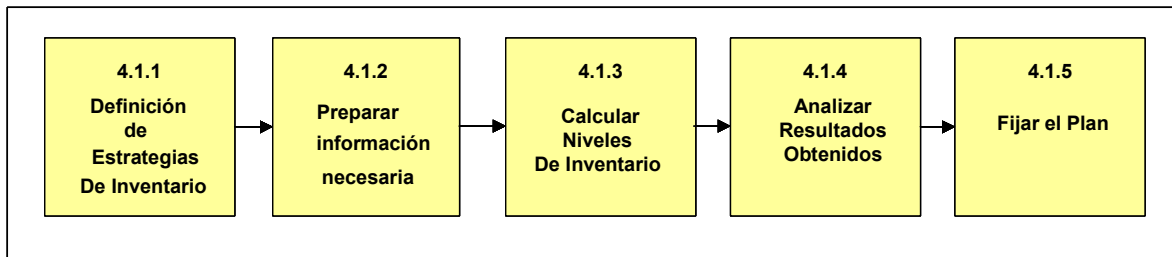 4.1.1
Definición
de
Estrategias
De Inventario
4.1.2
Preparar
información
necesaria
4.1.3
Calcular
Niveles
De Inventario
4.1.4
Analizar
Resultados
Obtenidos
4.1.5
Fijar el Plan